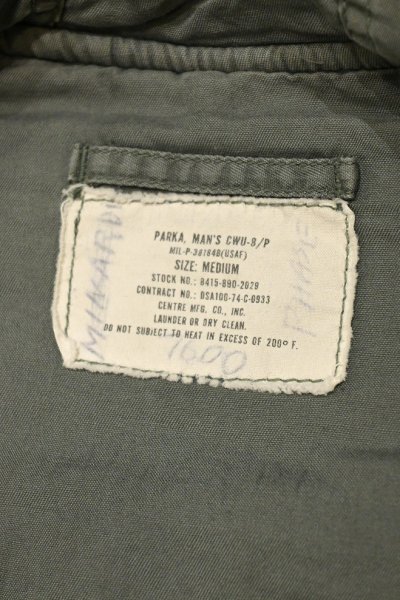 PARKA, MAN'S CWU-8/P
MIL-P-38184B(USAF)
SIZE: MEDIUM
STOCK NO.: 8415-890-2029
CONTRACT NO.: DSA100-74-C-0933
CENTRE MFG. CO., INC.
LAUNDER OR DRY CLEAN.
DO NOT SUBJECT TO HEAT IN EXCESS OF 200° F.
1600